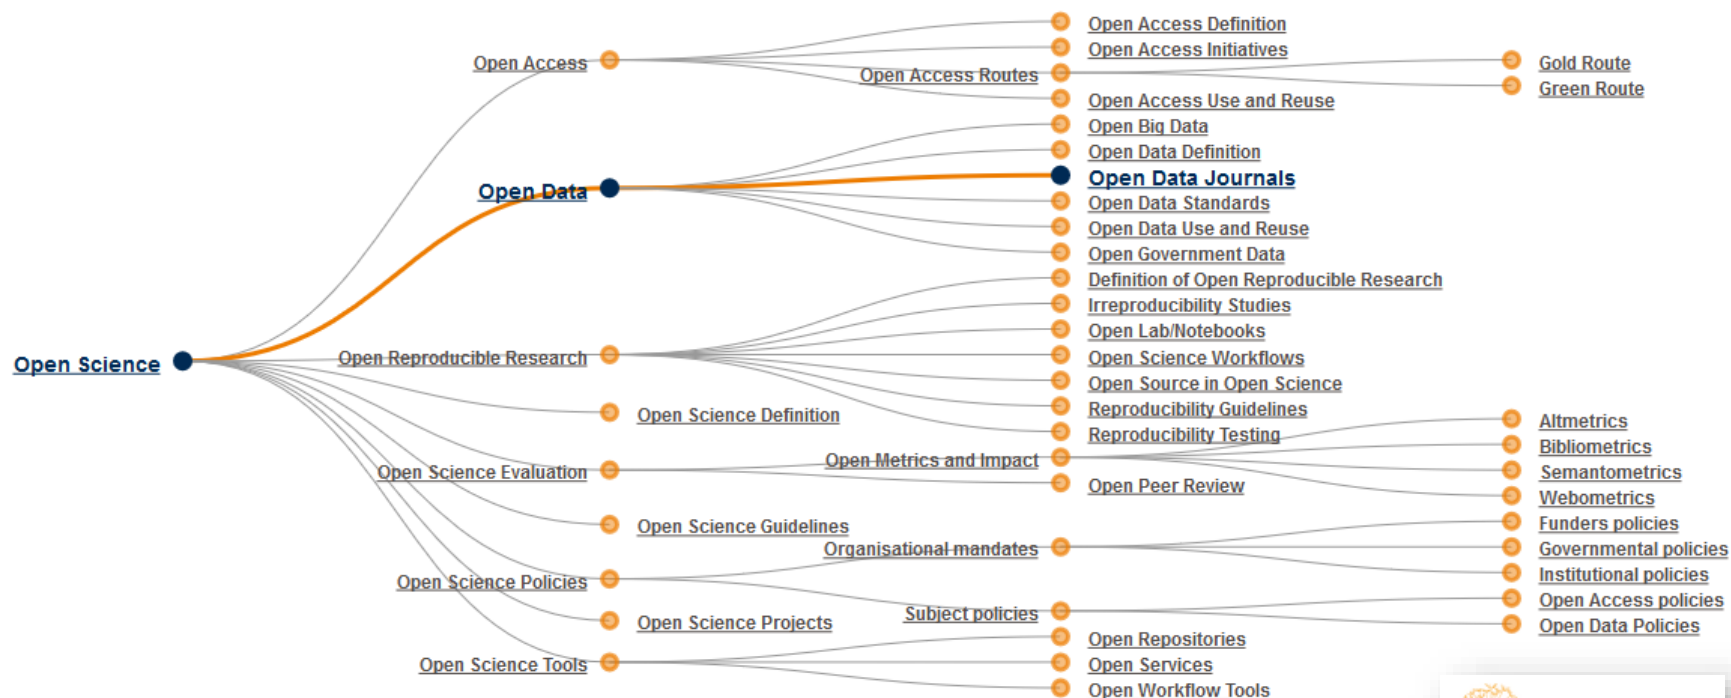 Open Science
Open Access
Open Access Definition
Open Access Initiatives
Open Access Routes
Gold Route
Green Route
Open Access Use and Reuse
Open Data
Open Big Data
Open Data Definition
Open Data Journals
Open Data Standards
Open Data Use and Reuse
Open Government Data
Open Reproducible Research
Definition of Open Reproducible Research
Irreproducibility Studies
Open Lab/Notebooks
Open Science Workflows
Open Source in Open Science
Reproducibility Guidelines
Reproducibility Testing
Open Science Definition
Open Science Evaluation
Open Metrics and Impact
Altmetrics
Bibliometrics
Semantometrics
Webometrics
Open Peer Review
Open Science Guidelines
Open Science Policies
Organisational mandates
Funders policies
Governmental policies
Institutional policies
Subject policies
Open Access policies
Open Data Policies
Open Science Projects
Open Science Tools
Open Repositories
Open Services
Open Workflow Tools